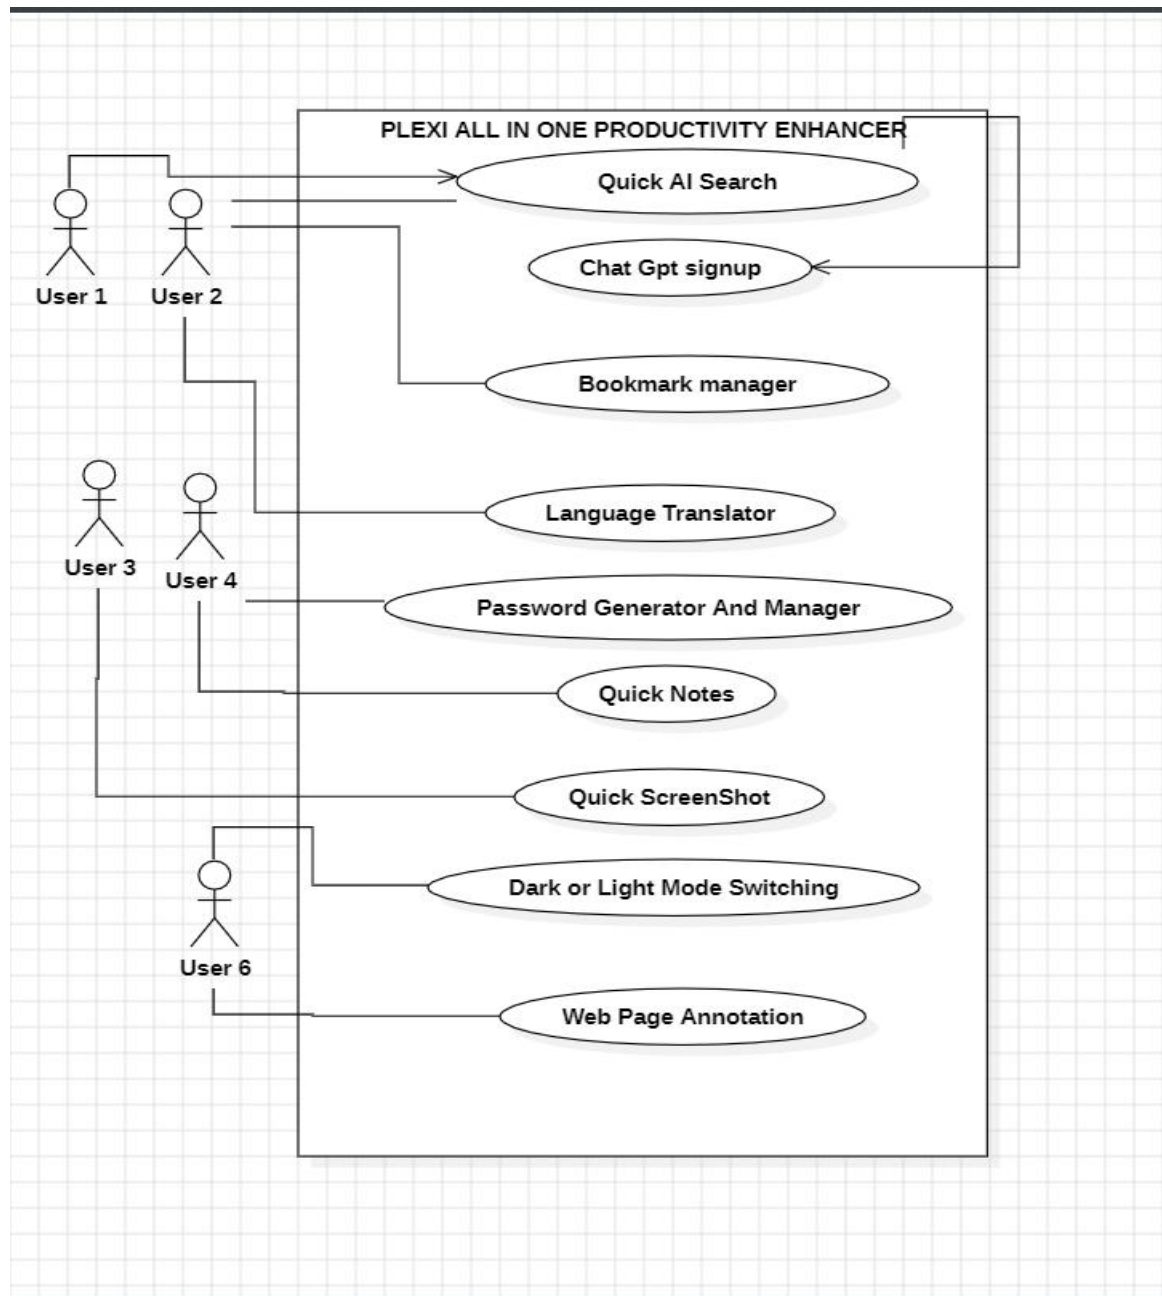 PLEXI ALL IN ONE PRODUCTIVITY ENHANCER
Quick AI Search
Chat Gpt signup
User 1
User 2
Bookmark manager
Language Translator
User 3
User 4
Password Generator And Manager
Quick Notes
Quick ScreenShot
Dark or Light Mode Switching
User 6
Web Page Annotation